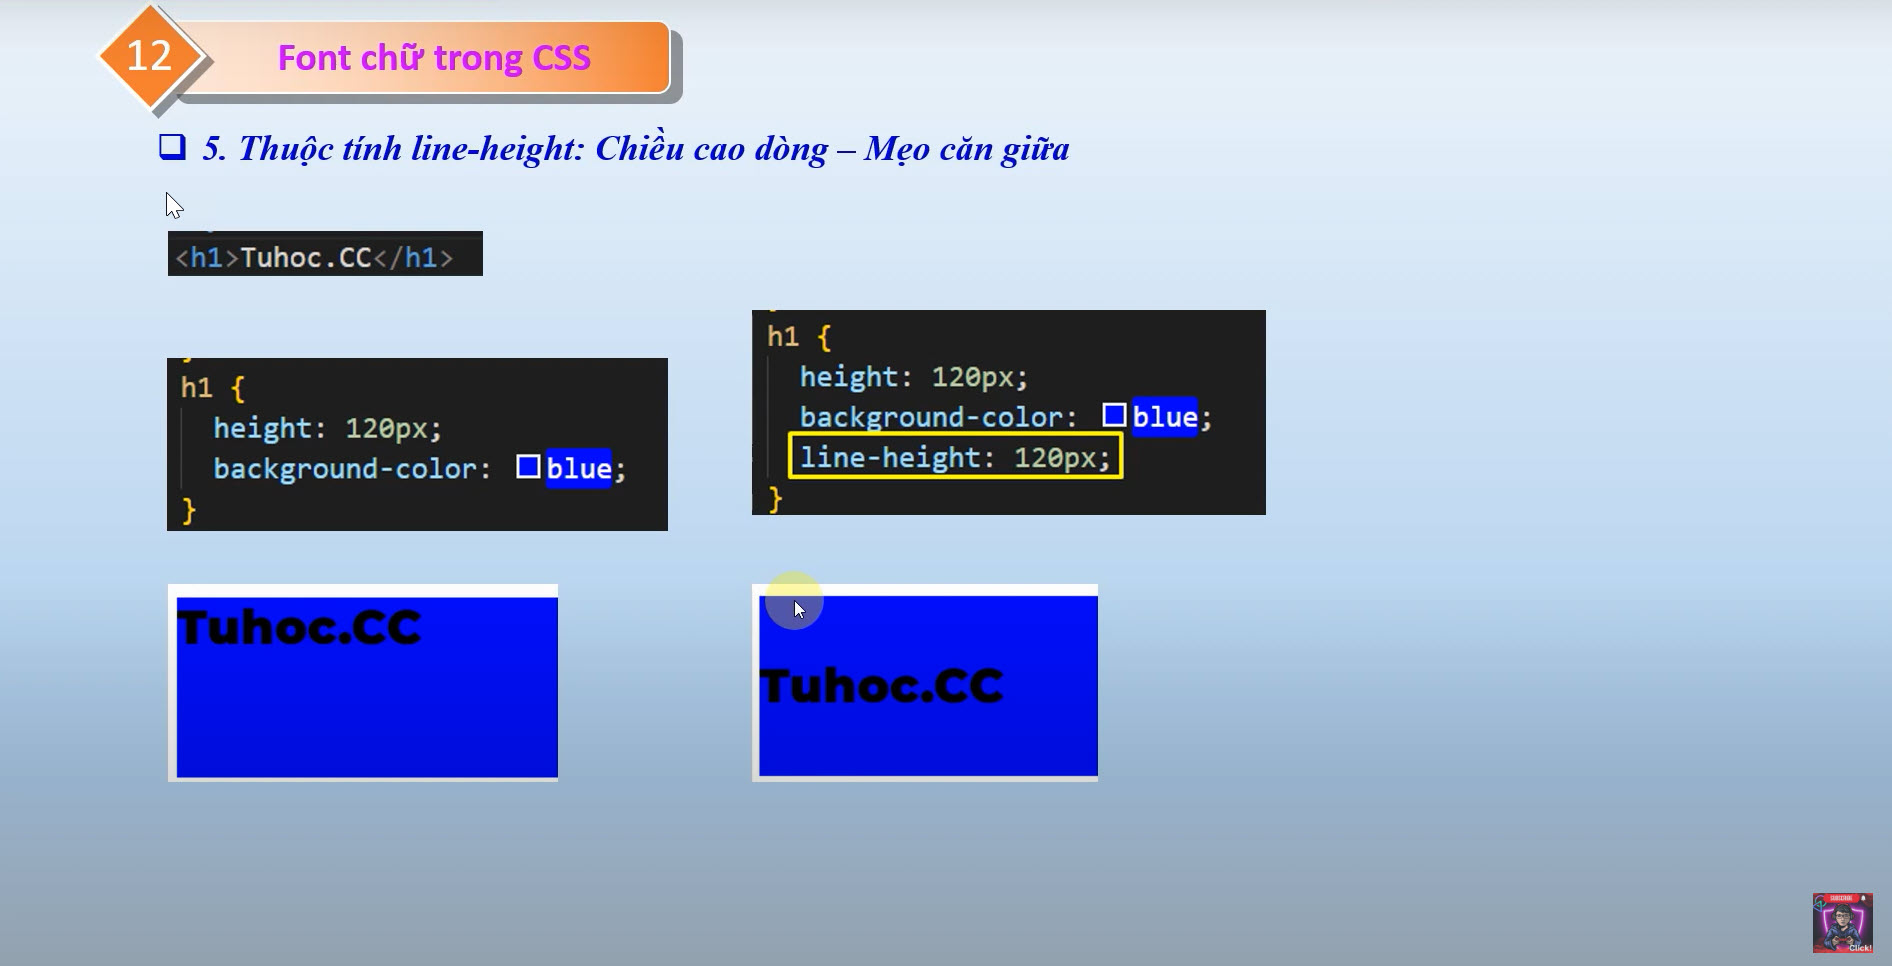 12
Font chữ trong CSS
5. Thuộc tính line-height: Chiều cao dòng – Mẹo căn giữa
<h1>Tuhoc.CC</h1>
h1 {
height: 120px;
background-color: blue;
}
h1 {
height: 120px;
background-color: blue;
line-height: 120px;
}
Tuhoc.CC
Tuhoc.CC
SUBSCRIBE
Click!